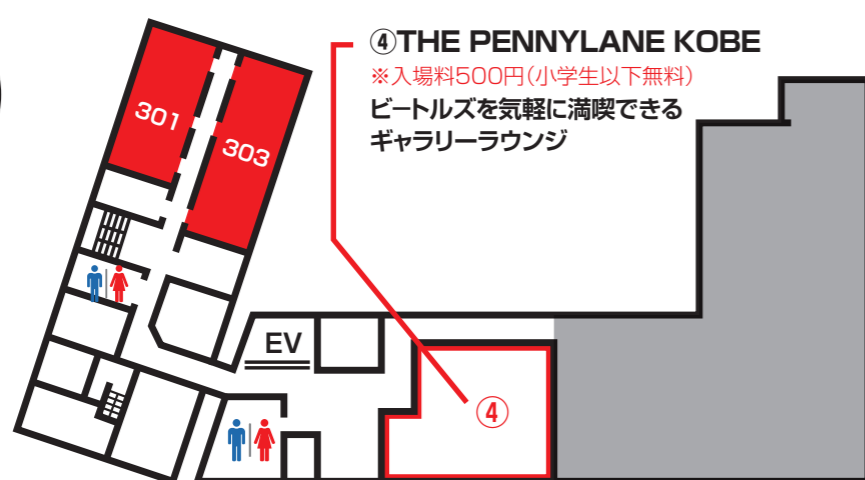 ④THE PENNYLANE KOBE
※入場料500円(小学生以下無料)
ビートルズを気軽に満喫できる
ギャラリーラウンジ
301
303
EV
④